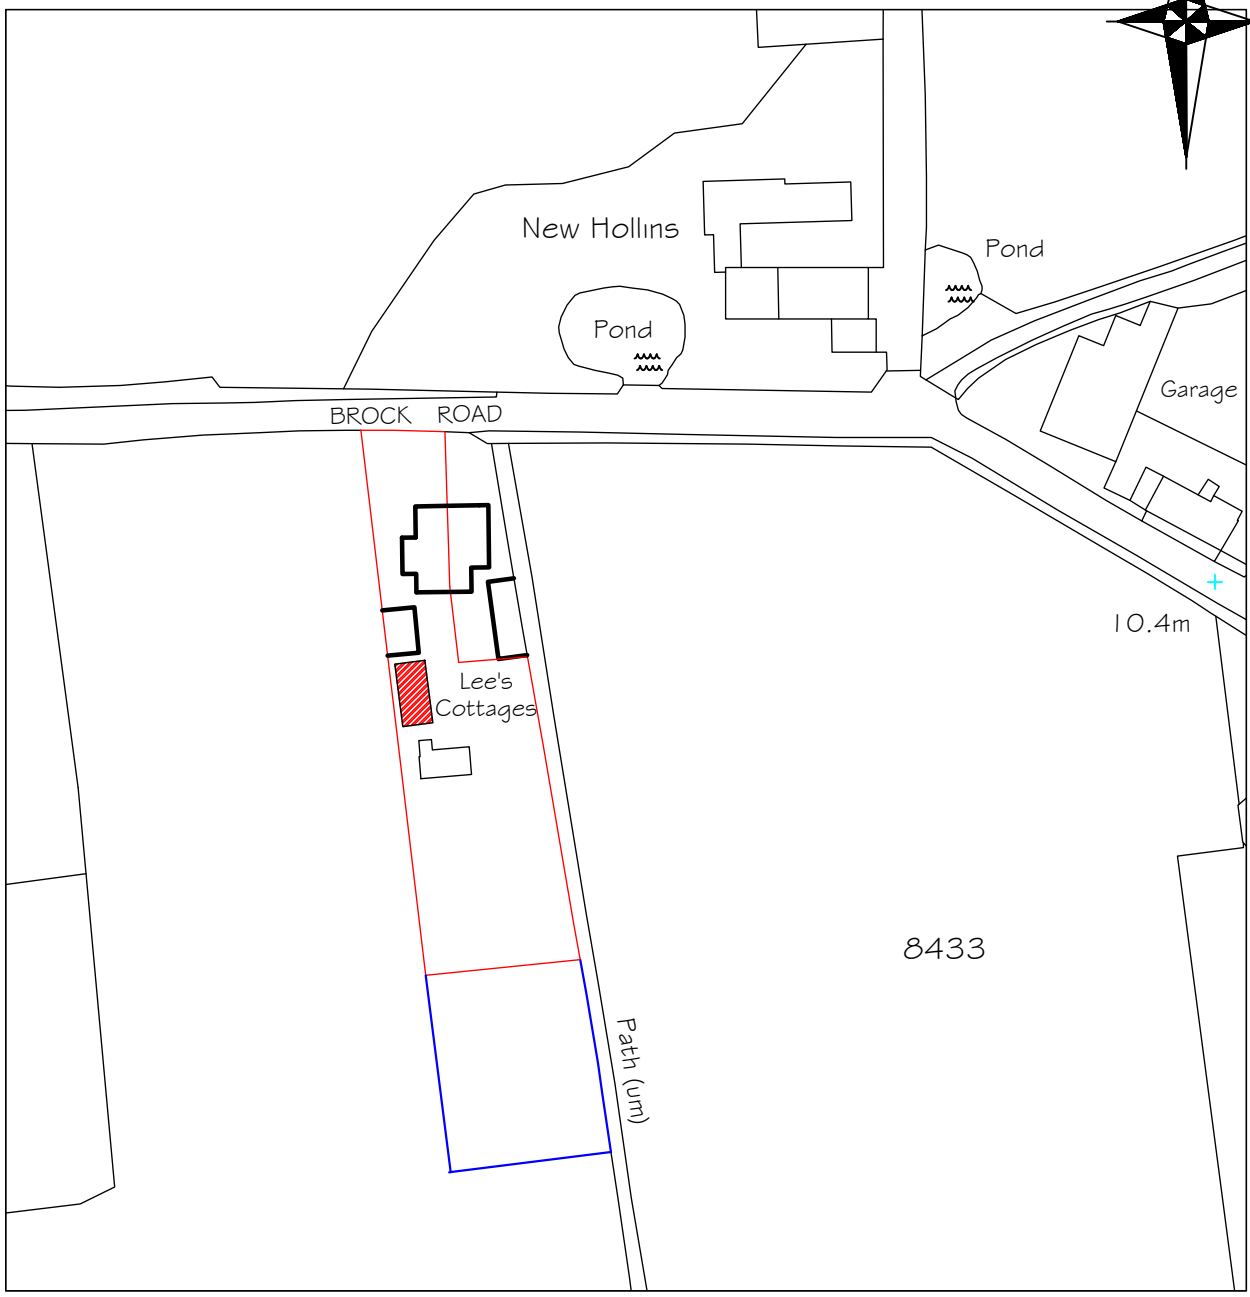 New Hollins
Pond
Pond
Garage
BROCK ROAD
10.4m
Lee's
Cottages
8433
Path (um)